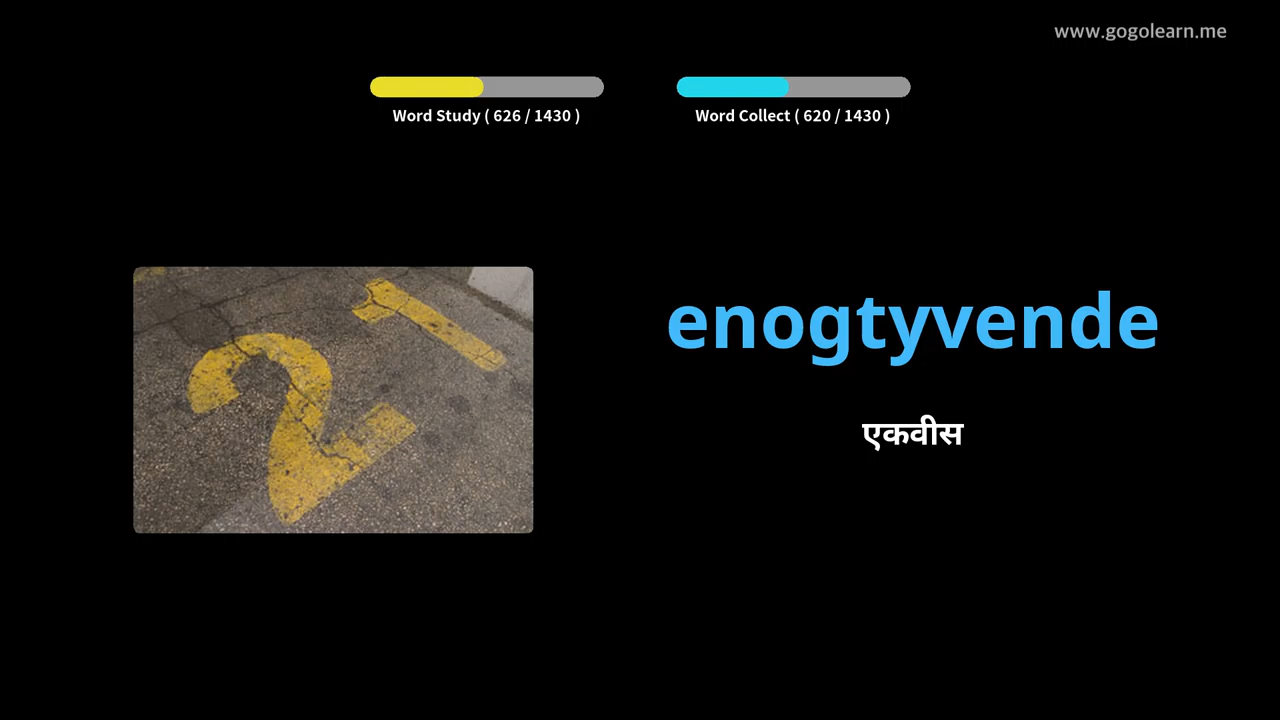 www.gogolearn.me
Word Study ( 626 / 1430 )
Word Collect ( 620 / 1430 )
21
enogtyvende
एकवीस